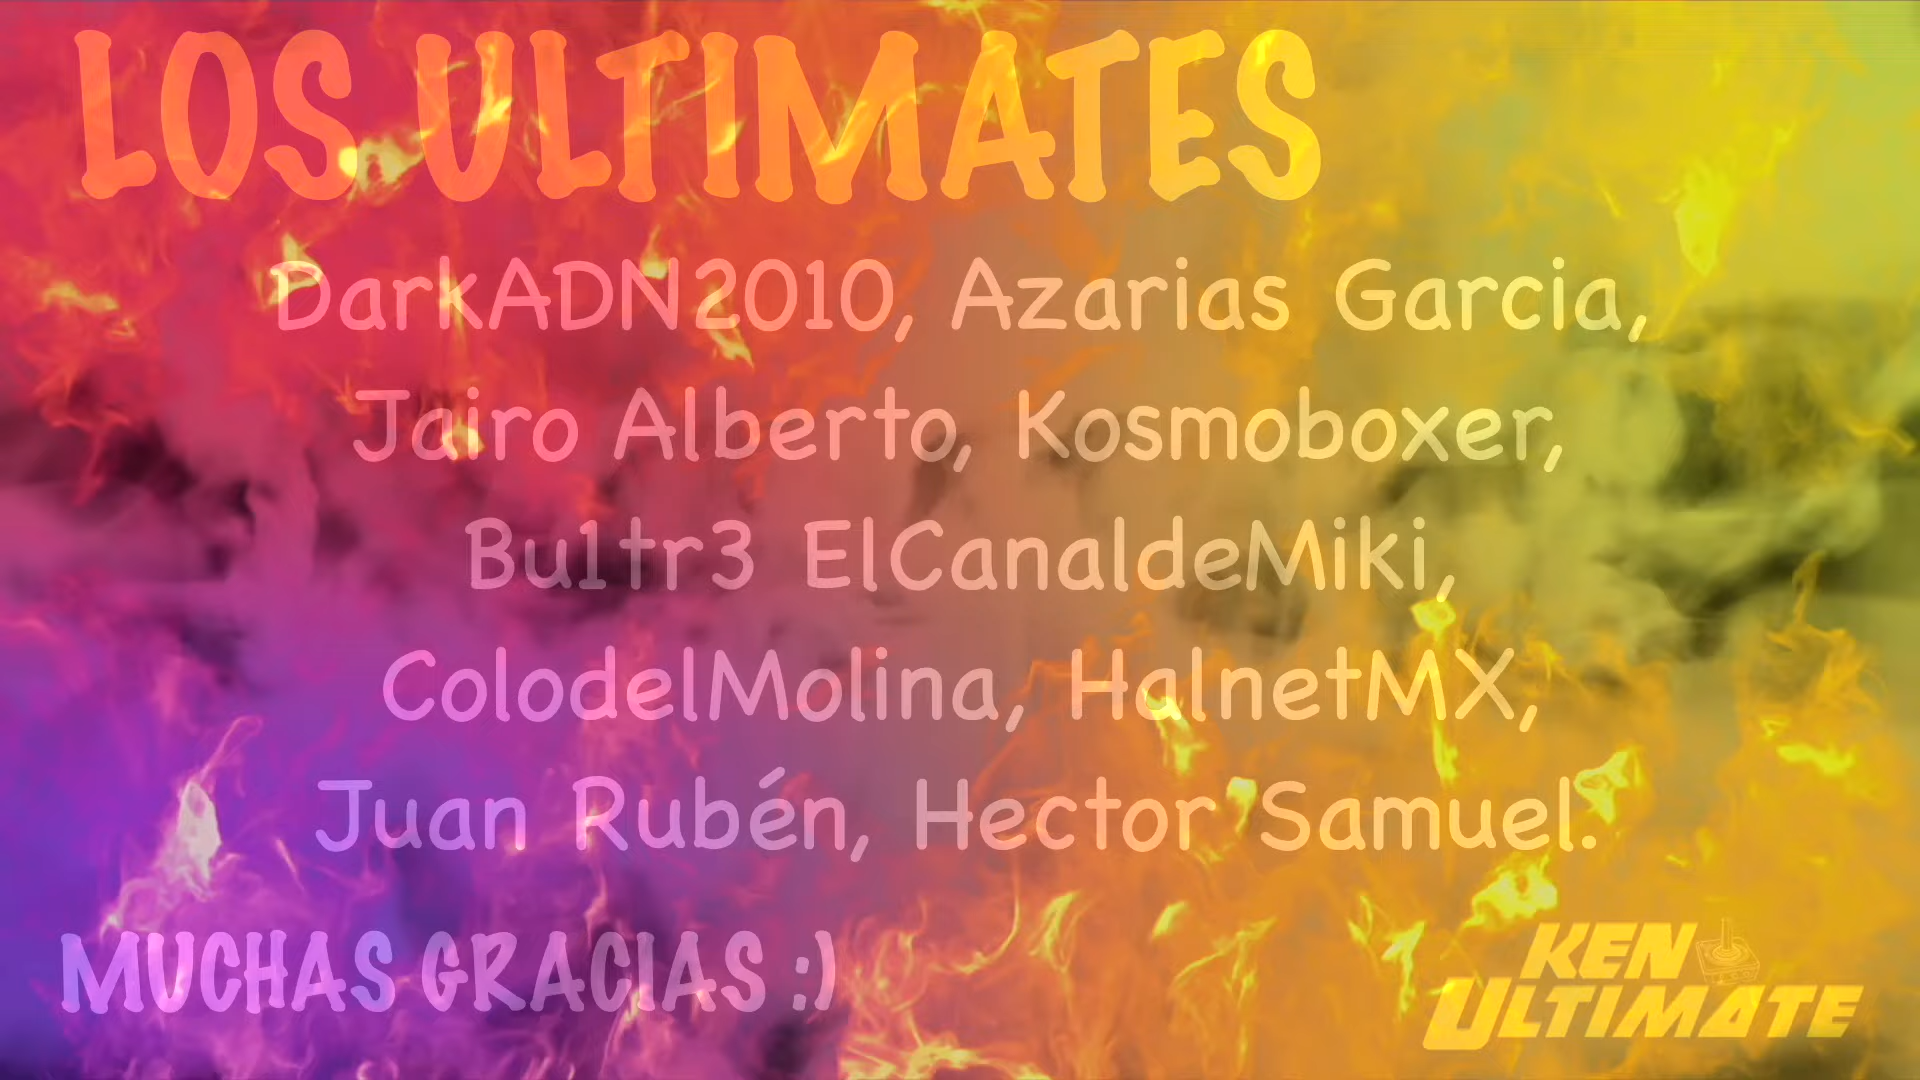 LOS ULTIMATES
DarkADN2010, Azarias Garcia,
Jairo Alberto, Kosmoboxer,
Bu1tr3 ElCanaldeMiki,
ColodelMolina, HalnetMX,
Juan Rubén, Hector Samuel.
MUCHAS GRACIAS :)
KEN
ULTIMATE